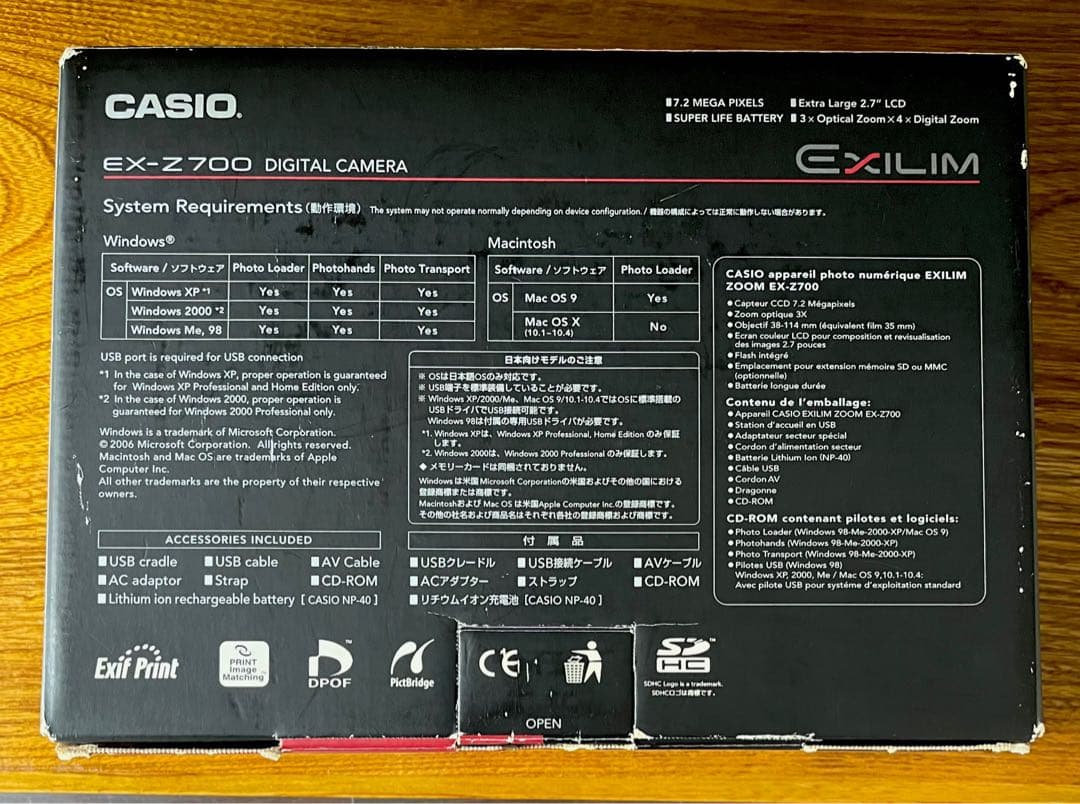 CASIO®
■7.2 MEGA PIXELS ■Extra Large 2.7" LCD
■SUPER LIFE BATTERY ■3×Optical Zoom×4×Digital Zoom
EX-Z700 DIGITAL CAMERA
EXILIM
System Requirements (動作環境) The system may not operate normally depending on device configuration. / 機器の構成によっては正常に動作しない場合があります。
Windows®
Software / ソフトウェア Photo Loader Photohands Photo Transport
OS Windows XP *1 Yes Yes Yes
Windows 2000 *2 Yes Yes Yes
Windows Me, 98 Yes Yes Yes
USB port is required for USB connection
*1 In the case of Windows XP, proper operation is guaranteed
for Windows XP Professional and Home Edition only.
*2 In the case of Windows 2000, proper operation is
guaranteed for Windows 2000 Professional only.
Windows is a trademark of Microsoft Corporation.
© 2006 Microsoft Corporation. All rights reserved.
Macintosh and Mac OS are trademarks of Apple
Computer Inc.
All other trademarks are the property of their respective
owners.
Macintosh
Software / ソフトウェア Photo Loader
OS Mac OS 9 Yes
Mac OS X
(10.1–10.4) No
日本向けモデルのご注意
※ OSは日本語OSのみ対応です。
※ USB端子を標準装備していることが必要です。
※ Windows XP/2000/Me、Mac OS 9/10.1-10.4ではOSに標準搭載の
USBドライバでUSB接続可能です。
Windows 98は付属の専用USBドライバが必要です。
*1. Windows XPは、Windows XP Professional, Home Edition のみ保証
します。
*2. Windows 2000は、Windows 2000 Professional のみ保証します。
◆ メモリーカードは同梱されておりません。
Windowsは米国 Microsoft Corporationの米国およびその他の国における
登録商標または商標です。
Macintoshおよび Mac OS は米国Apple Computer Inc.の登録商標です。
その他の社名および商品名はそれぞれ各社の登録商標および商標です。
CASIO appareil photo numérique EXILIM
ZOOM EX-Z700
●Capteur CCD 7.2 Mégapixels
●Zoom optique 3X
●Objectif 38-114 mm (équivalent film 35 mm)
●Ecran couleur LCD pour composition et revisualisation
des images 2.7 pouces
●Flash intégré
●Emplacement pour extension mémoire SD ou MMC
(optionnelle)
●Batterie longue durée
Contenu de l'emballage:
●Appareil CASIO EXILIM ZOOM EX-Z700
●Station d'accueil en USB
●Adaptateur secteur spécial
●Cordon d'alimentation secteur
●Batterie Lithium Ion (NP-40)
●Câble USB
●Cordon AV
●Dragonne
●CD-ROM
CD-ROM contenant pilotes et logiciels:
●Photo Loader (Windows 98-Me-2000-XP/Mac OS 9)
●Photohands (Windows 98-Me-2000-XP)
●Photo Transport (Windows 98-Me-2000-XP)
●Pilotes USB (Windows 98)
Windows XP, 2000, Me / Mac OS 9,10.1-10.4:
Avec pilote USB pour système d'exploitation standard
ACCESSORIES INCLUDED
■USB cradle ■USB cable ■AV Cable
■AC adaptor ■Strap ■CD-ROM
■Lithium ion rechargeable battery [ CASIO NP-40 ]
付属品
■USBクレードル ■USB接続ケーブル ■AVケーブル
■ACアダプター ■ストラップ ■CD-ROM
■リチウムイオン充電池 [CASIO NP-40 ]
Exif Print
PRINT
Image
Matching
™
DPOF
PictBridge
CE
OPEN
SD™
HC
SDHC Logo is a trademark.
SDHCロゴは商標です。